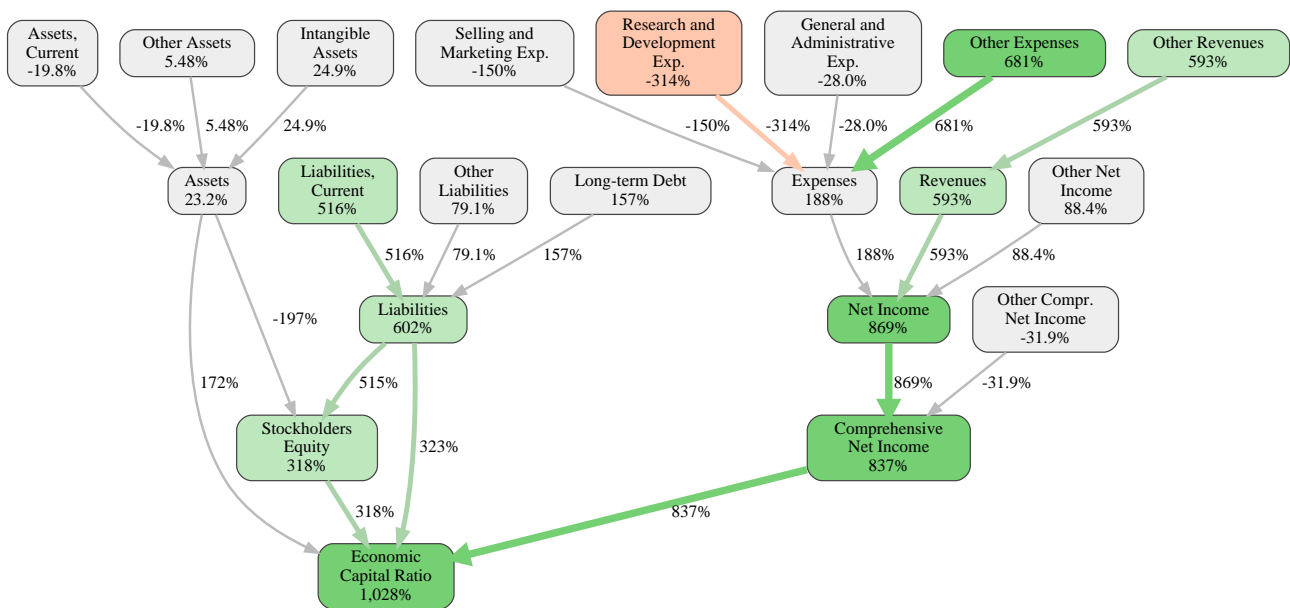 Assets,
Current
-19.8%
Other Assets
5.48%
Intangible
Assets
24.9%
Selling and
Marketing Exp.
-150%
Research and
Development
Exp.
-314%
General and
Administrative
Exp.
-28.0%
Other Expenses
681%
Other Revenues
593%
-19.8%
5.48%
24.9%
-150%
-314%
-28.0%
681%
593%
Assets
23.2%
Liabilities,
Current
516%
Other
Liabilities
79.1%
Long-term Debt
157%
Expenses
188%
Revenues
593%
Other Net
Income
88.4%
516%
79.1%
157%
188%
593%
88.4%
-197%
Liabilities
602%
Net Income
869%
Other Compr.
Net Income
-31.9%
172%
515%
869%
-31.9%
Stockholders
Equity
318%
323%
Comprehensive
Net Income
837%
318%
837%
Economic
Capital Ratio
1,028%